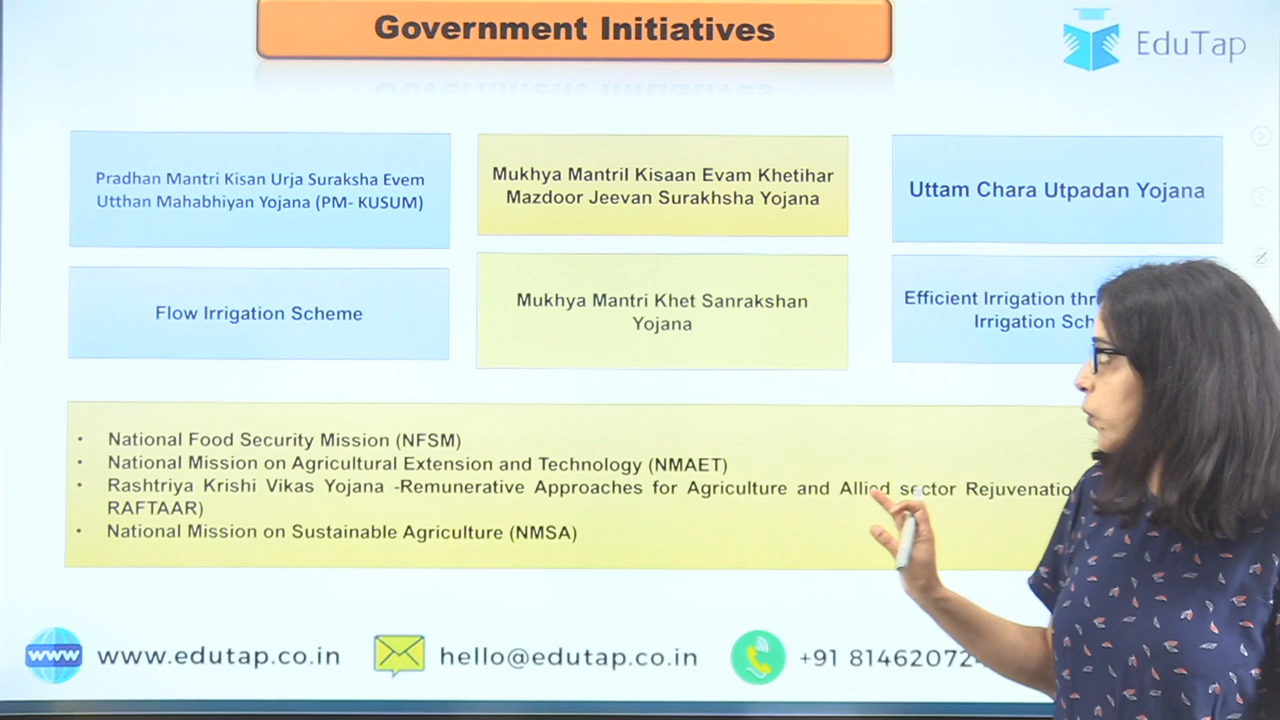 Government Initiatives
EduTap
Pradhan Mantri Kisan Urja Suraksha Evem
Utthan Mahabhiyan Yojana (PM- KUSUM)
Mukhya Mantril Kisaan Evam Khetihar
Mazdoor Jeevan Surakhsha Yojana
Uttam Chara Utpadan Yojana
Flow Irrigation Scheme
Mukhya Mantri Khet Sanrakshan
Yojana
Efficient Irrigation
Irrigation
• National Food Security Mission (NFSM)
• National Mission on Agricultural Extension and Technology (NMAET)
• Rashtriya Krishi Vikas Yojana -Remunerative Approaches for Agriculture and Allied sector
RAFTAAR)
• National Mission on Sustainable Agriculture (NMSA)
www www.edutap.co.in
hello@edutap.co.in
+91